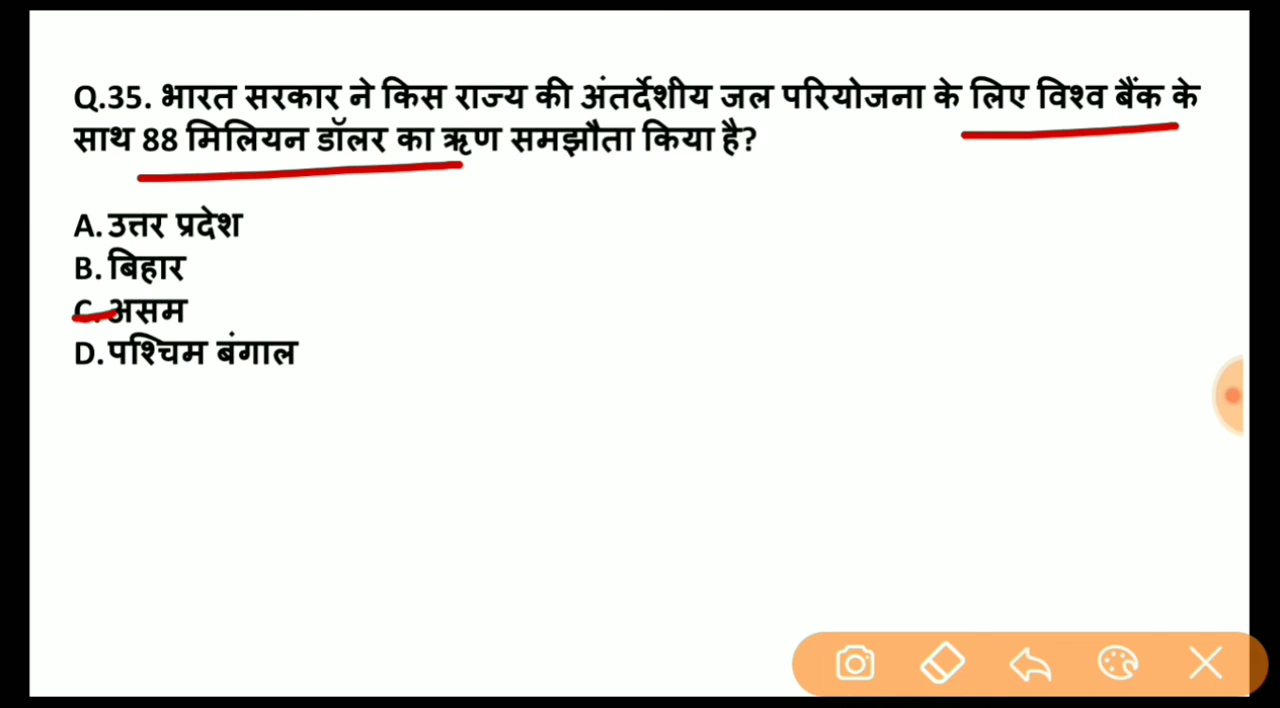 Q.35. भारत सरकार ने किस राज्य की अंतर्देशीय जल परियोजना के लिए विश्व बैंक के
साथ 88 मिलियन डॉलर का ऋण समझौता किया है?
A. उत्तर प्रदेश
B. बिहार
C. असम
D. पश्चिम बंगाल